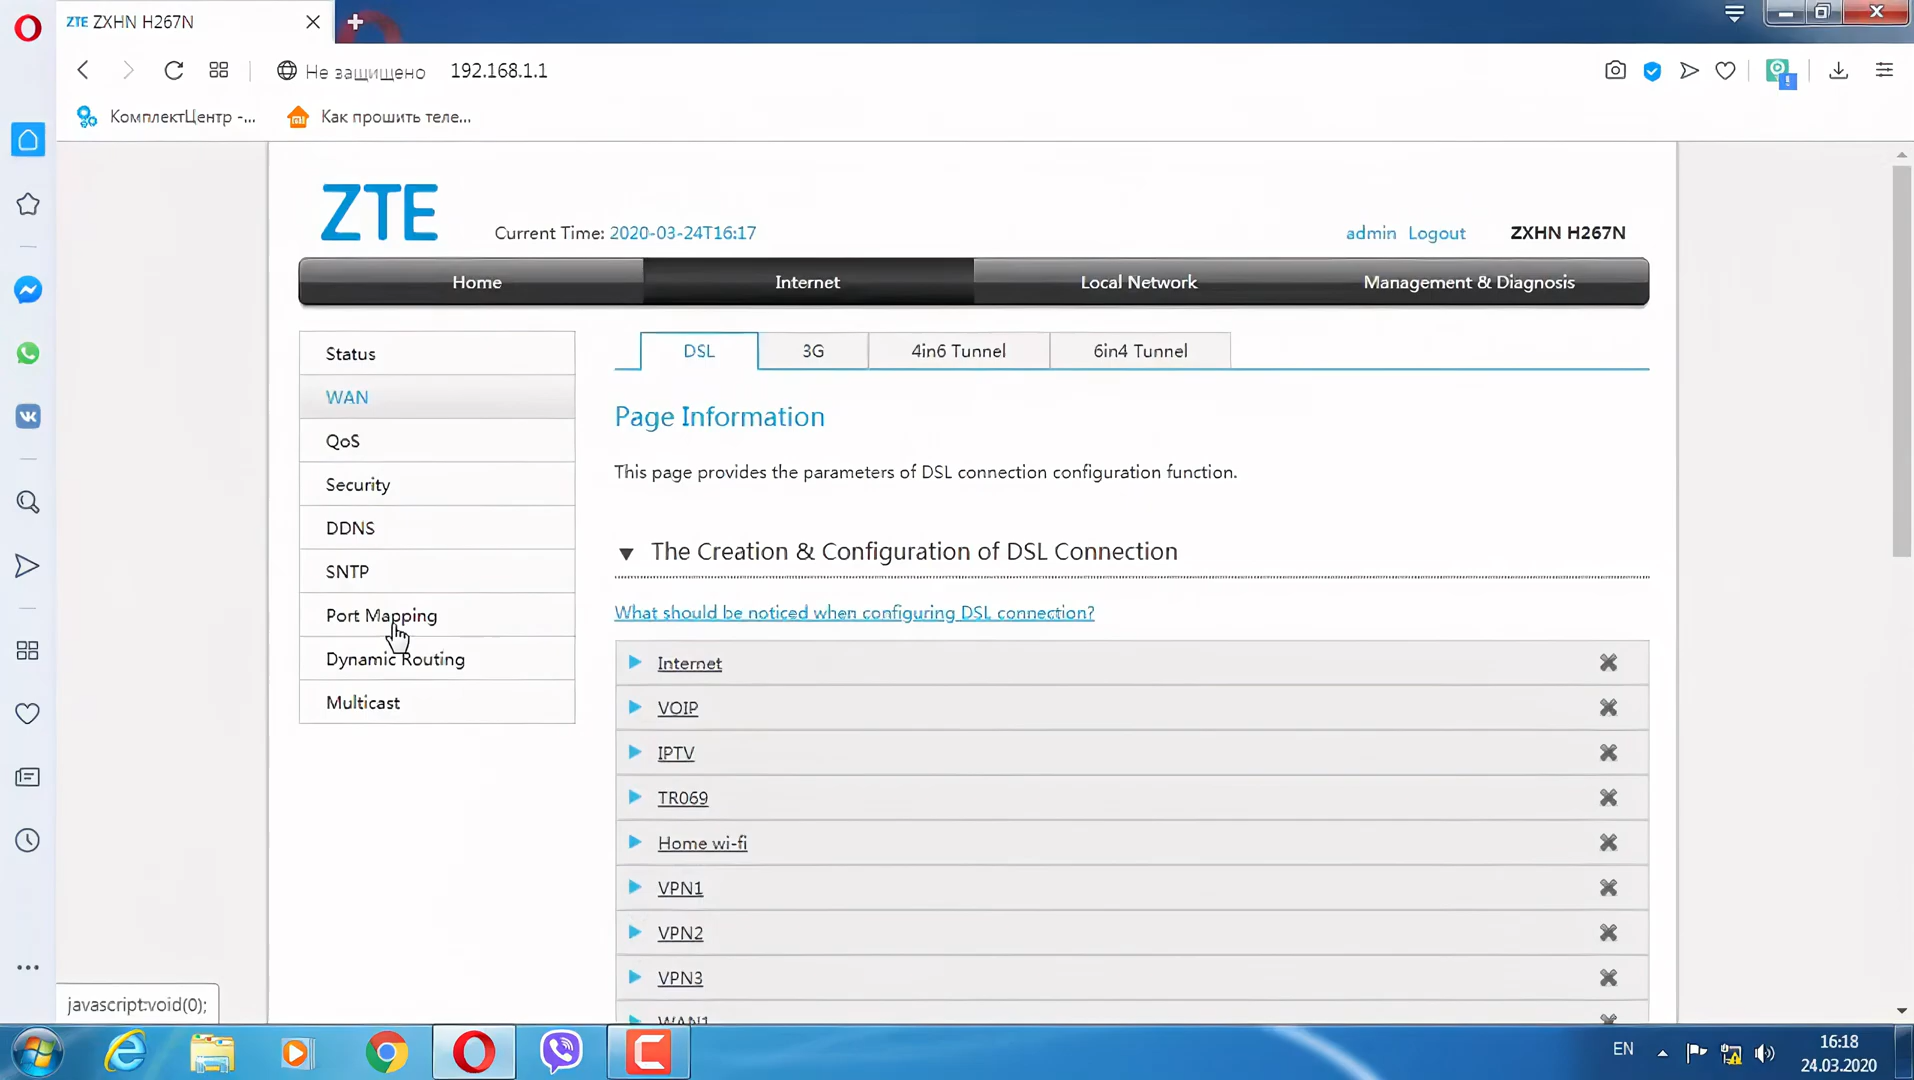 ZTE ZXHN H267N
Не защищено 192.168.1.1
КомплектЦентр -...
Как прошить теле...
ZTE
Current Time: 2020-03-24T16:17
admin Logout ZXHN H267N
Home Internet Local Network Management & Diagnosis
Status
WAN
QoS
Security
DDNS
SNTP
Port Mapping
Dynamic Routing
Multicast
DSL 3G 4in6 Tunnel 6in4 Tunnel
Page Information
This page provides the parameters of DSL connection configuration function.
The Creation & Configuration of DSL Connection
What should be noticed when configuring DSL connection?
Internet
VOIP
IPTV
TR069
Home wi-fi
VPN1
VPN2
VPN3
WAN1
javascript:void(0);
EN
16:18
24.03.2020